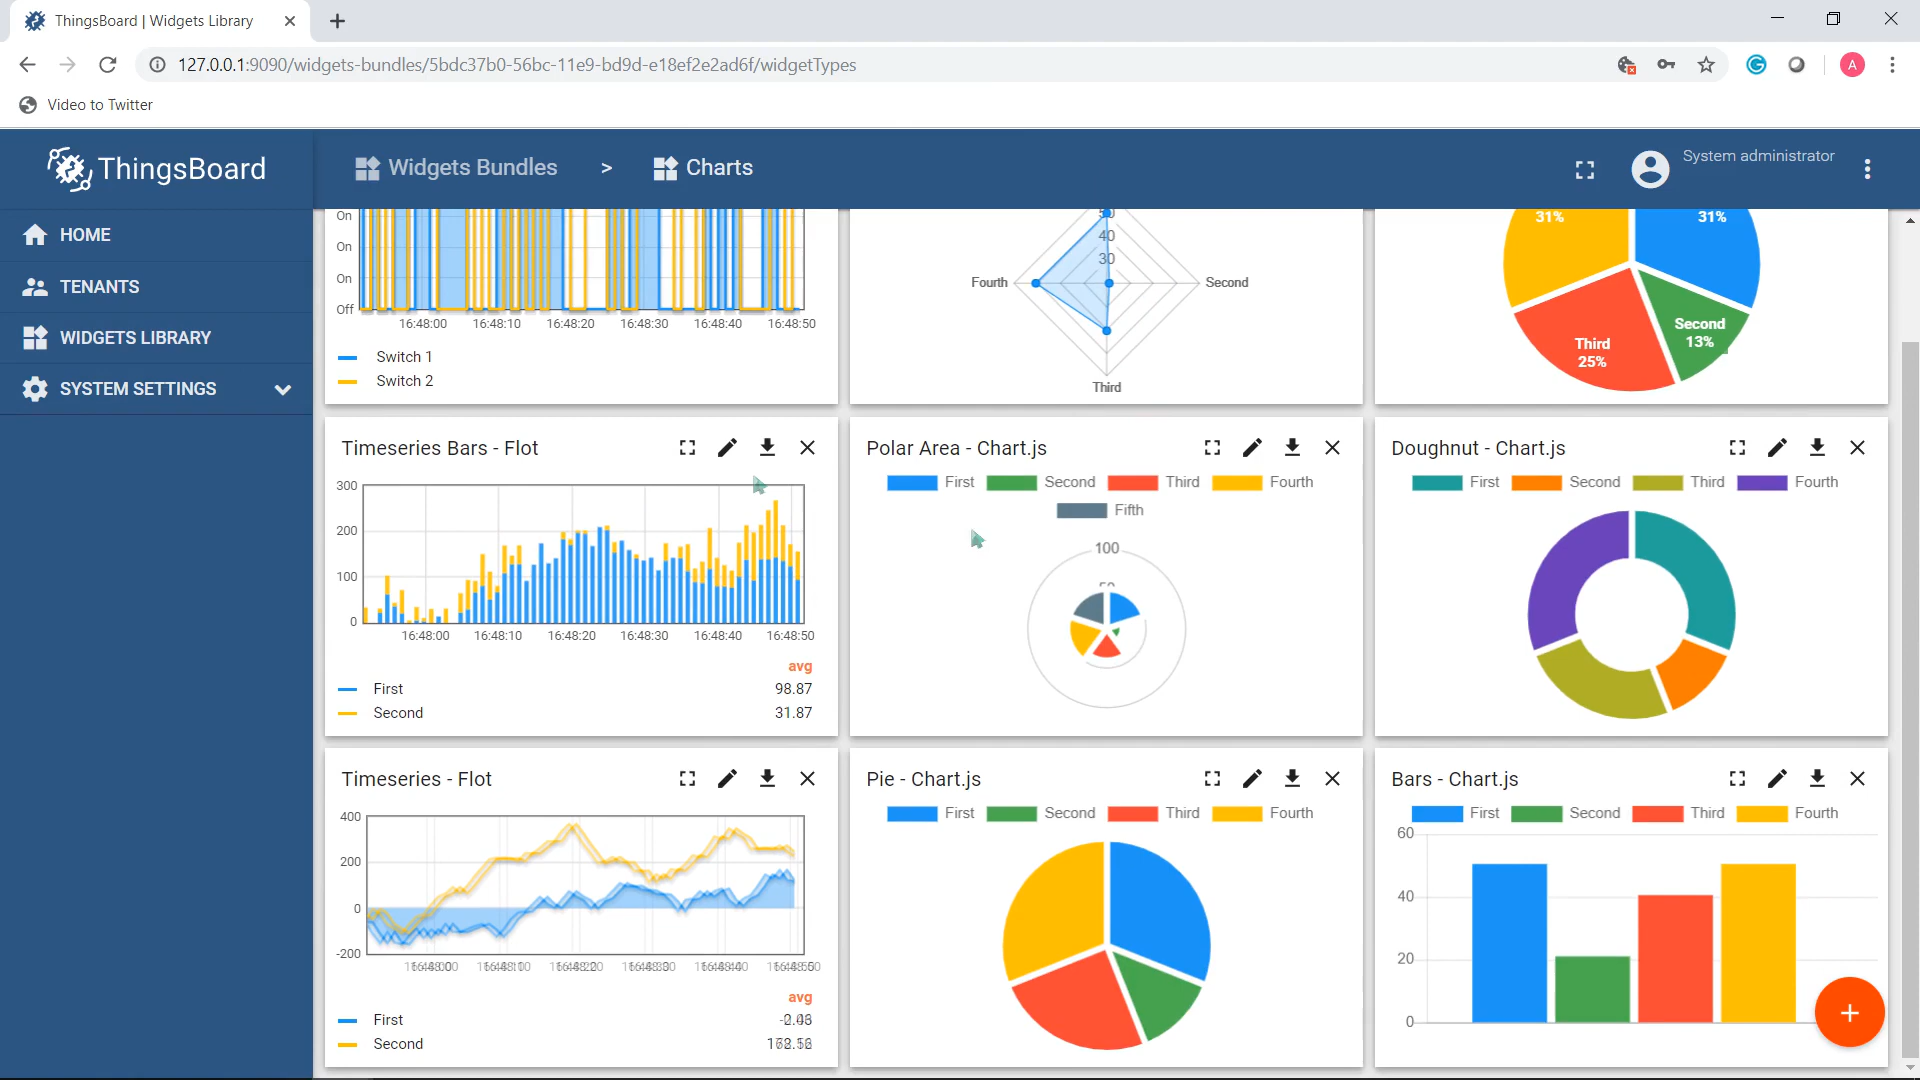 ThingsBoard | Widgets Library
127.0.0.1:9090/widgets-bundles/5bdc37b0-56bc-11e9-bd9d-e18ef2e2ad6f/widgetTypes
A
Video to Twitter
ThingsBoard
Widgets Bundles > Charts
System administrator
HOME
TENANTS
WIDGETS LIBRARY
SYSTEM SETTINGS
On
On
On
Off
16:48:00 16:48:10 16:48:20 16:48:30 16:48:40 16:48:50
Switch 1
Switch 2
50
40
30
Fourth
Second
Third
31%
31%
Second
13%
Third
25%
Timeseries Bars - Flot
300
200
100
0
16:48:00 16:48:10 16:48:20 16:48:30 16:48:40 16:48:50
avg
First 98.87
Second 31.87
Polar Area - Chart.js
First Second Third Fourth
Fifth
100
50
Doughnut - Chart.js
First Second Third Fourth
Timeseries - Flot
400
200
0
-200
avg
First
Second
Pie - Chart.js
First Second Third Fourth
Bars - Chart.js
First Second Third Fourth
60
40
20
0